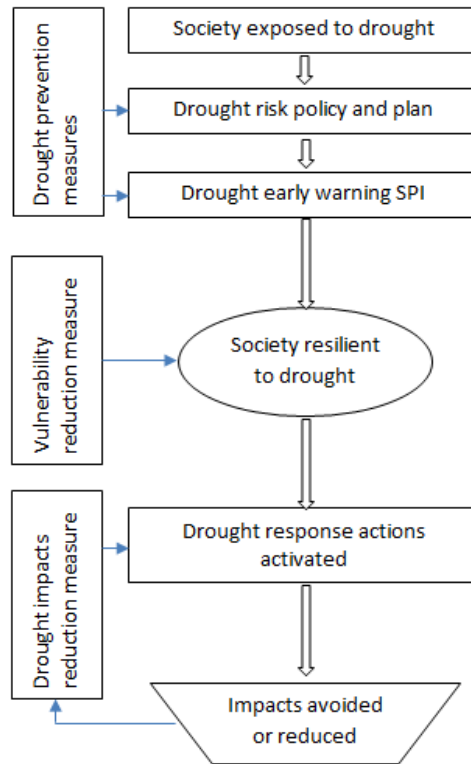 Society exposed to drought
Drought prevention
measures
Drought risk policy and plan
Drought early warning SPI
Vulnerability
reduction measure
Society resilient
to drought
Drought impacts
reduction measure
Drought response actions
activated
Impacts avoided
or reduced